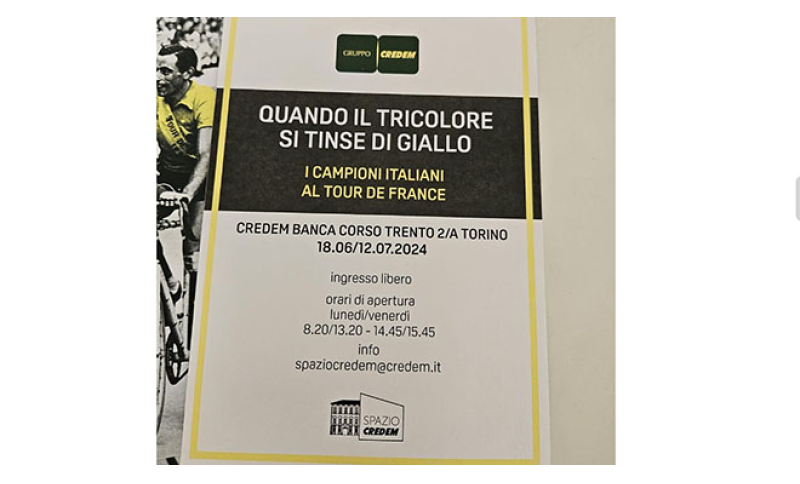 GRUPPO CREDEM
QUANDO IL TRICOLORE
SI TINSE DI GIALLO
I CAMPIONI ITALIANI
AL TOUR DE FRANCE
CREDEM BANCA CORSO TRENTO 2/A TORINO
18.06/12.07.2024
ingresso libero
orari di apertura
lunedì/venerdì
8.20/13.20 - 14.45/15.45
info
spaziocredem@credem.it
SPAZIO
CREDEM
TOUR